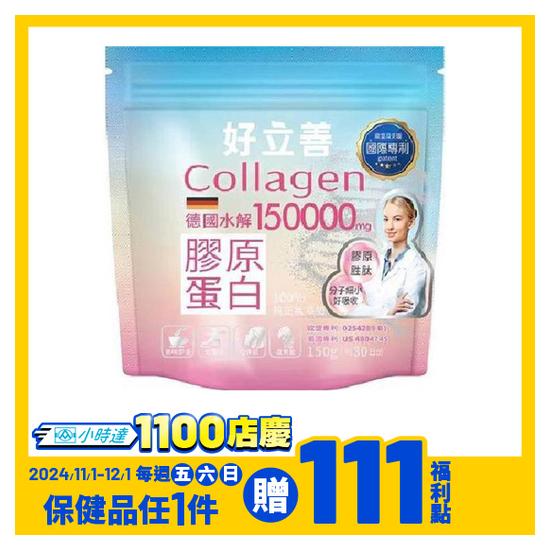 好立善
國際專利
patent
Collagen
德國水解150000mg
膠原
蛋白
膠原
胜肽
分子細小
好吸收
100%
150g
30
小時達
1100店慶
2024/11/1-12/1 每週五六日
保健品任1件
贈
111
福利點